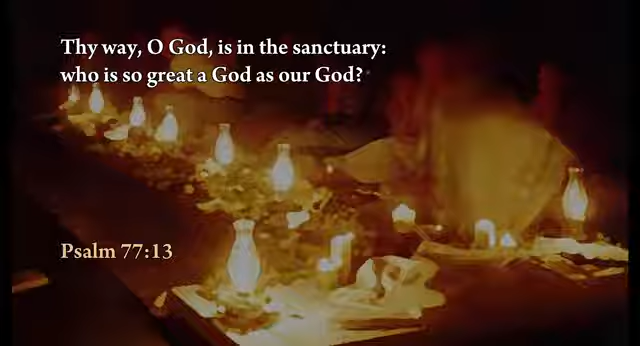 Thy way, O God, is in the sanctuary:
who is so great a God as our God?
Psalm 77:13